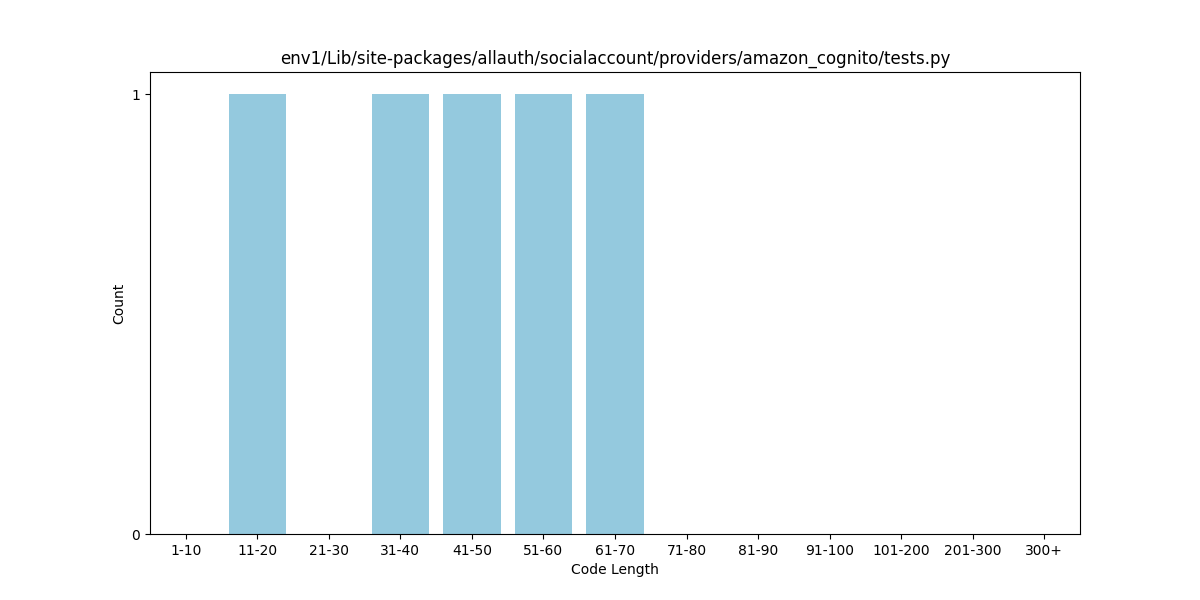 env1/Lib/site-packages/allauth/socialaccount/providers/amazon_cognito/tests.py
1
Count
0
1-10 11-20 21-30 31-40 41-50 51-60 61-70 71-80 81-90 91-100 101-200 201-300 300+
Code Length